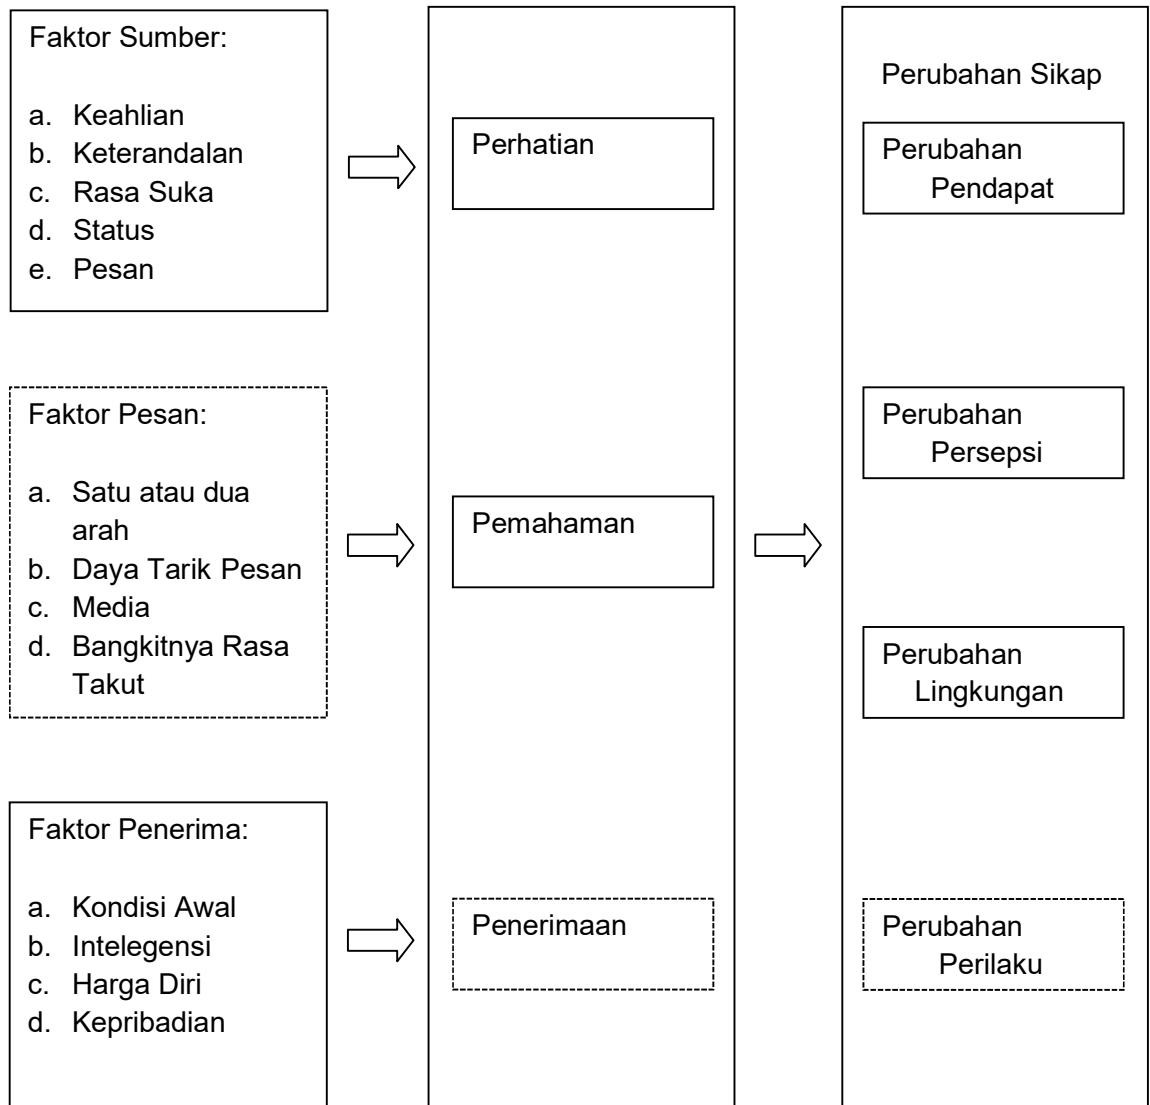 Faktor Sumber:
a. Keahlian
b. Keterandalan
c. Rasa Suka
d. Status
e. Pesan
Faktor Pesan:
a. Satu atau dua
arah
b. Daya Tarik Pesan
c. Media
d. Bangkitnya Rasa
Takut
Faktor Penerima:
a. Kondisi Awal
b. Intelegensi
c. Harga Diri
d. Kepribadian
Perhatian
Pemahaman
Penerimaan
Perubahan Sikap
Perubahan
Pendapat
Perubahan
Persepsi
Perubahan
Lingkungan
Perubahan
Perilaku